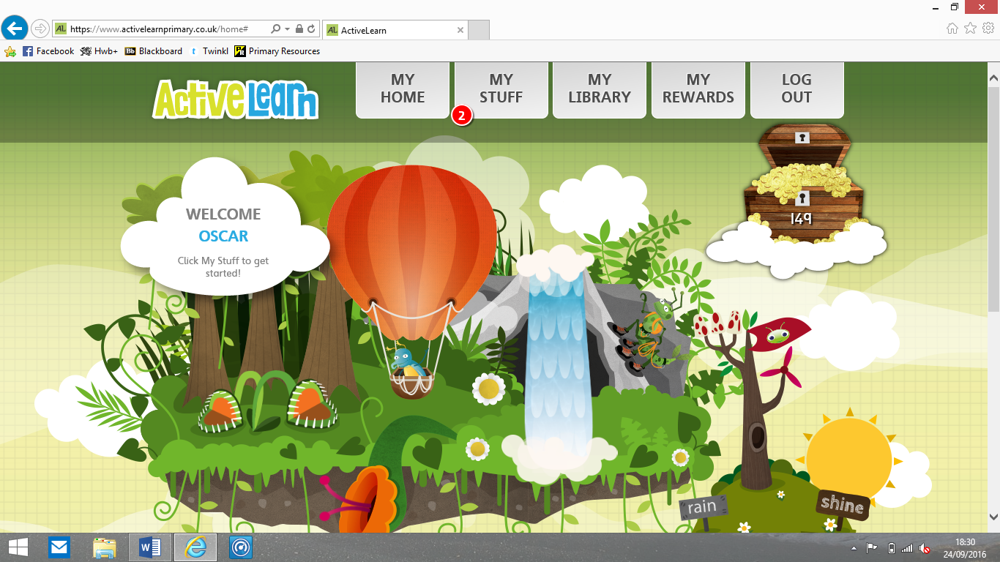 https://www.activelearnprimary.co.uk/home#
AL ActiveLearn
Facebook Hwb+ Bb Blackboard t Twinkl Primary Resources
ActiveLearn
MY HOME
MY STUFF
MY LIBRARY
MY REWARDS
LOG OUT
2
149
WELCOME
OSCAR
Click My Stuff to get
started!
rain
shine
18:30
24/09/2016